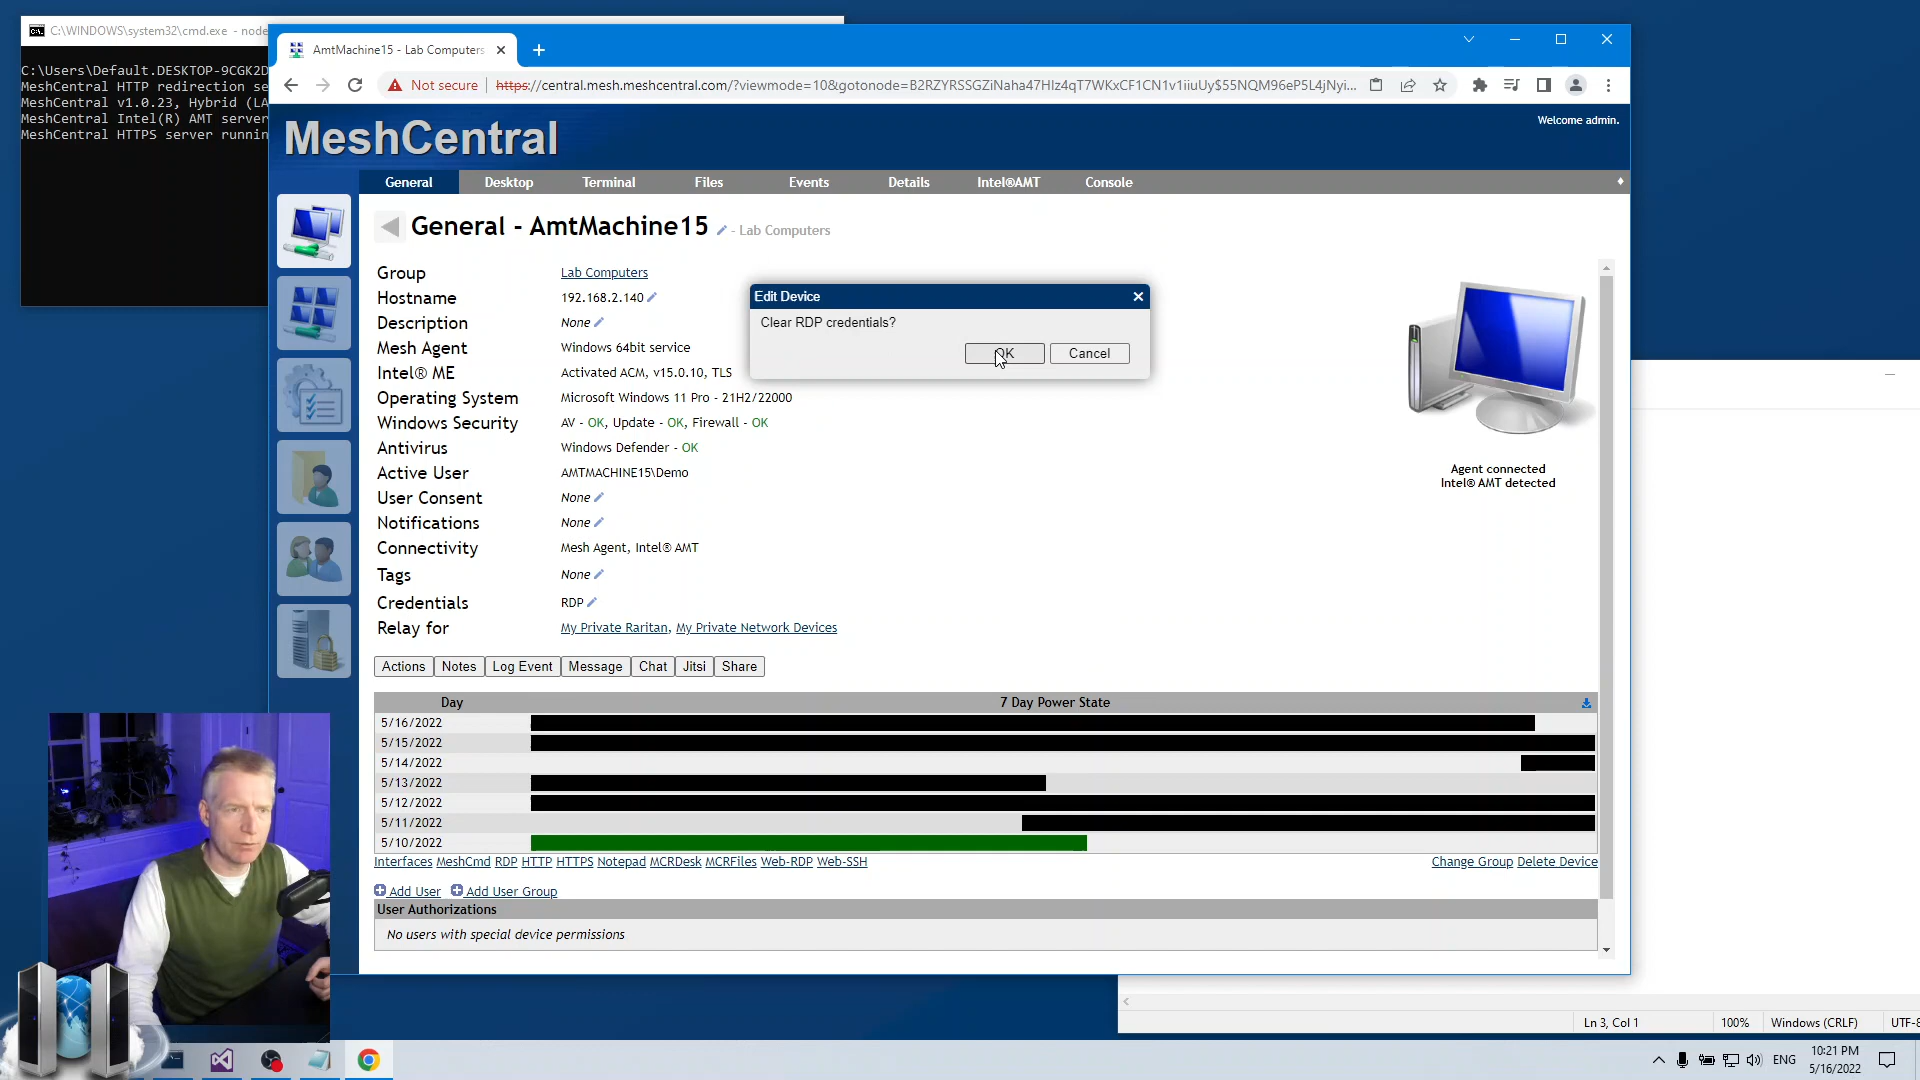 C:\WINDOWS\system32\cmd.exe - node
C:\Users\Default.DESKTOP-9CGK2D
MeshCentral HTTP redirection se
MeshCentral v1.0.23, Hybrid (LA
MeshCentral Intel(R) AMT server
MeshCentral HTTPS server runnin
AmtMachine15 - Lab Computers
Not secure
https://central.mesh.meshcentral.com/?viewmode=10&gotonode=B2RZYRSSGZiNaha47HIz4qT7WKxCF1CN1v1iiuUy$55NQM96eP5L4jNyi...
MeshCentral
Welcome admin.
General Desktop Terminal Files Events Details Intel®AMT Console
General - AmtMachine15 - Lab Computers
Group Lab Computers
Hostname 192.168.2.140
Description None
Mesh Agent Windows 64bit service
Intel® ME Activated ACM, v15.0.10, TLS
Operating System Microsoft Windows 11 Pro - 21H2/22000
Windows Security AV - OK, Update - OK, Firewall - OK
Antivirus Windows Defender - OK
Active User AMTMACHINE15\Demo
User Consent None
Notifications None
Connectivity Mesh Agent, Intel® AMT
Tags None
Credentials RDP
Relay for My Private Raritan, My Private Network Devices
Edit Device
Clear RDP credentials?
OK Cancel
Agent connected
Intel® AMT detected
Actions Notes Log Event Message Chat Jitsi Share
Day 7 Day Power State
5/16/2022
5/15/2022
5/14/2022
5/13/2022
5/12/2022
5/11/2022
5/10/2022
Interfaces MeshCmd RDP HTTP HTTPS Notepad MCRDesk MCRFiles Web-RDP Web-SSH Change Group Delete Device
Add User Add User Group
User Authorizations
No users with special device permissions
Ln 3, Col 1 100% Windows (CRLF) UTF-8
ENG
10:21 PM
5/16/2022